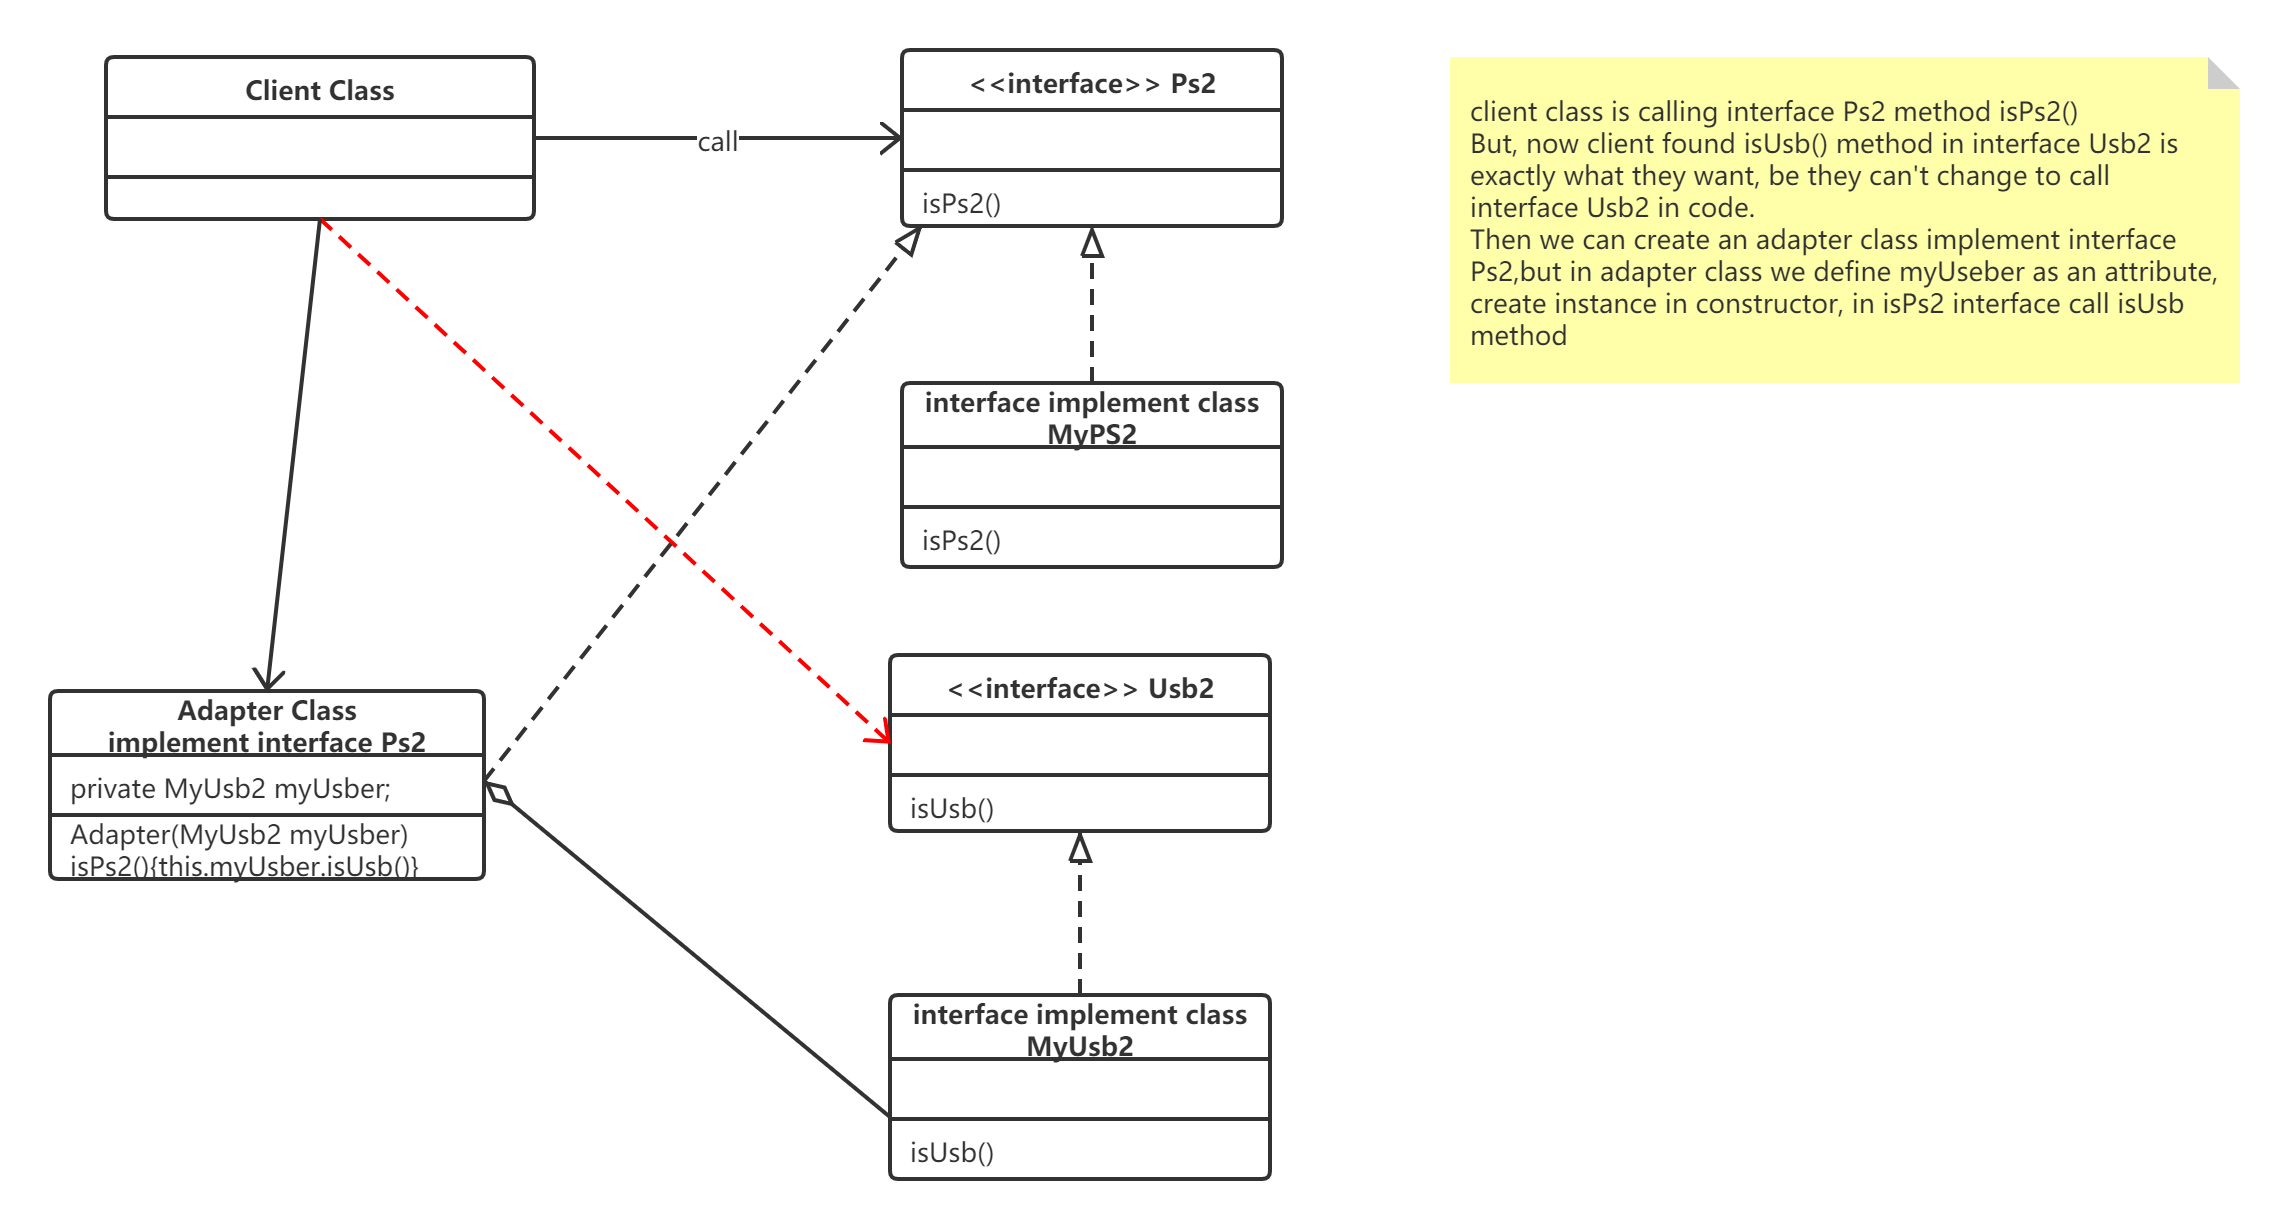 Client Class
call
<<interface>> Ps2
isPs2()
client class is calling interface Ps2 method isPs2()
But, now client found isUsb() method in interface Usb2 is
exactly what they want, be they can't change to call
interface Usb2 in code.
Then we can create an adapter class implement interface
Ps2,but in adapter class we define myUseber as an attribute,
create instance in constructor, in isPs2 interface call isUsb
method
interface implement class
MyPS2
isPs2()
Adapter Class
implement interface Ps2
private MyUsb2 myUsber;
Adapter(MyUsb2 myUsber)
isPs2(){this.myUsber.isUsb()}
<<interface>> Usb2
isUsb()
interface implement class
MyUsb2
isUsb()